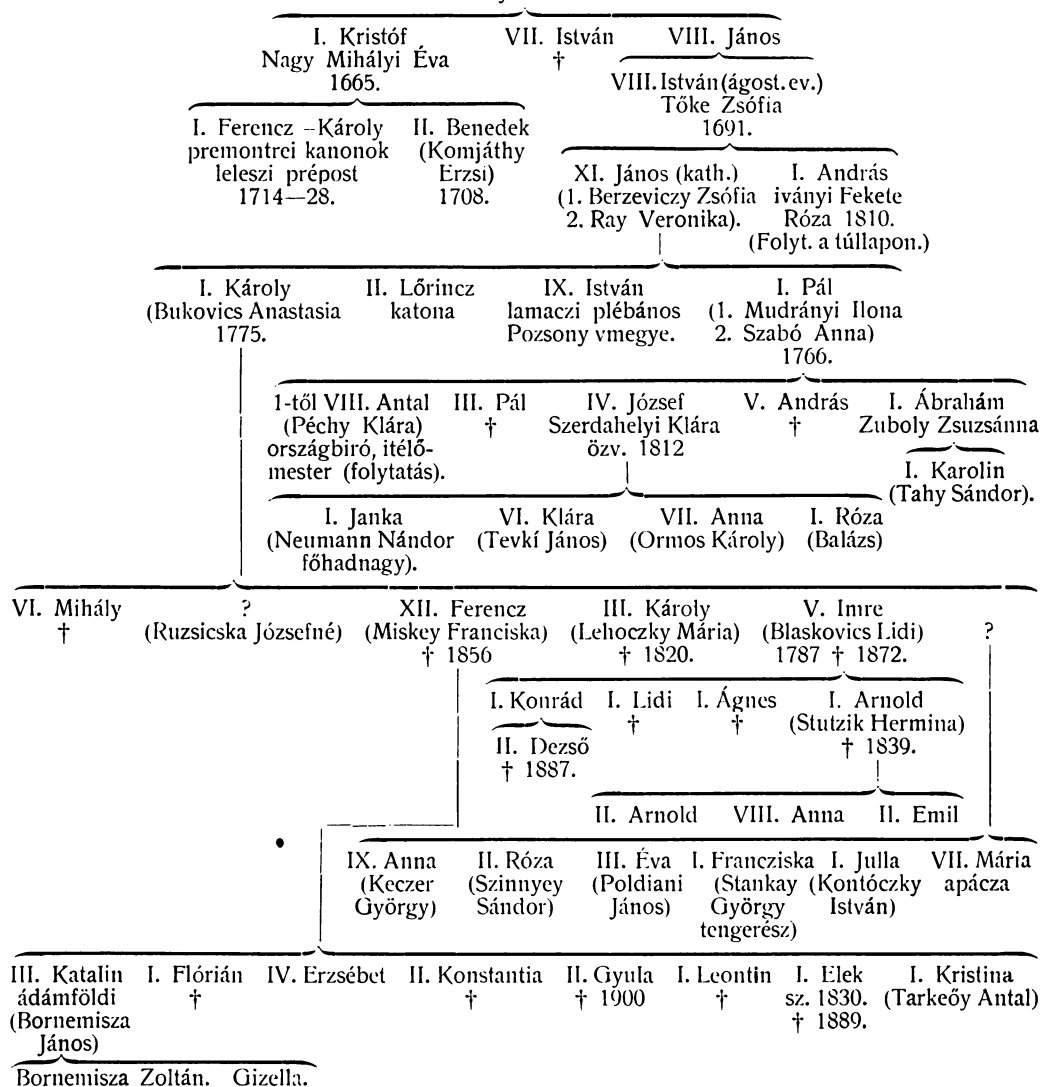 I. Kristóf VII. István VIII. János
Nagy Mihályi Éva †
1665. VIII. István (ágost. ev.)
Tőke Zsófia
1691.
I. Ferencz –Károly II. Benedek
premontrei kanonok (Komjáthy
leleszi prépost Erzsi)
1714—28. 1708.
XI. János (kath.) I. András
(1. Berzeviczy Zsófia iványi Fekete
2. Ray Veronika). Róza 1810.
(Folyt. a túllapon.)
I. Károly II. Lőrincz IX. István I. Pál
(Bukovics Anastasia katona lamaczi plébános (1. Mudrányi Ilona
1775. Pozsony vmegye. 2. Szabó Anna)
1766.
1-től VIII. Antal III. Pál IV. József V. András I. Ábrahám
(Péchy Klára) † Szerdahelyi Klára † Zuboly Zsuzsánna
országbiró, itélő- özv. 1812
mester (folytatás). I. Karolin
(Tahy Sándor).
I. Janka VI. Klára VII. Anna I. Róza
(Neumann Nándor (Tevkí János) (Ormos Károly) (Balázs)
főhadnagy).
VI. Mihály ? XII. Ferencz III. Károly V. Imre ?
† (Ruzsicska Józsefné) (Miskey Franciska) (Lehoczky Mária) (Blaskovics Lidi)
† 1856 † 1820. 1787 † 1872.
I. Konrád I. Lidi I. Ágnes I. Arnold
† † (Stutzik Hermina)
II. Dezső † 1839.
† 1887.
II. Arnold VIII. Anna II. Emil
IX. Anna II. Róza III. Éva I. Francziska I. Julla VII. Mária
(Keczer (Szinnyey (Poldiani (Stankay (Kontóczky apácza
György) Sándor) János) György István)
tengerész)
III. Katalin I. Flórián IV. Erzsébet II. Konstantia II. Gyula I. Leontin I. Elek I. Kristina
ádámföldi † † † 1900 † sz. 1830. (Tarkeőy Antal)
(Bornemisza † 1889.
János)
Bornemisza Zoltán. Gizella.